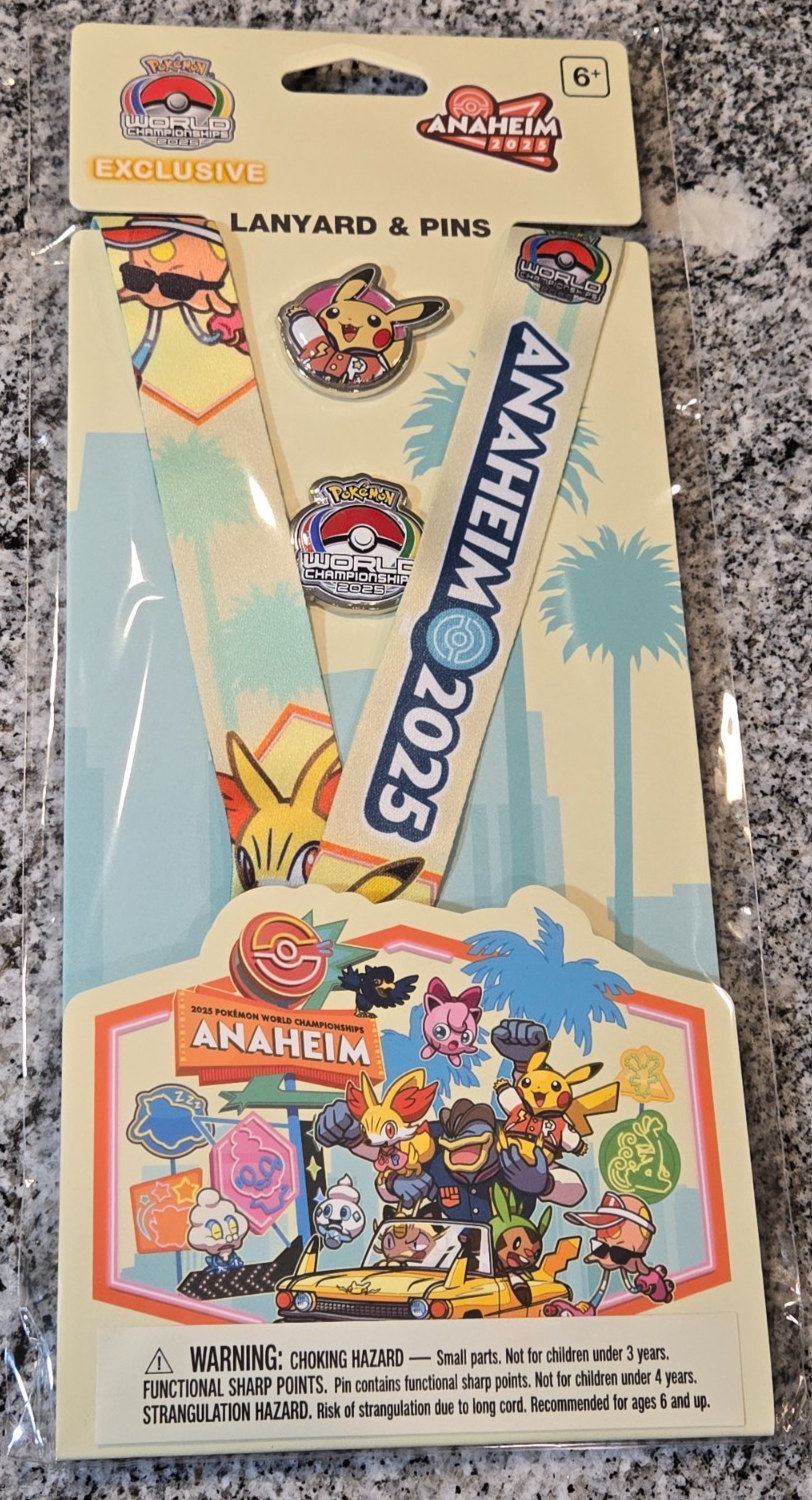 Pokémon
WORLD
CHAMPIONSHIPS
2025
EXCLUSIVE
ANAHEIM
2025
6+
LANYARD & PINS
WORLD
CHAMPIONSHIPS
P
ANAHEIM 2025
Pokémon
WORLD
CHAMPIONSHIP
2025
2025 POKÉMON WORLD CHAMPIONSHIPS
ANAHEIM
ZZZ
WARNING: CHOKING HAZARD — Small parts. Not for children under 3 years.
FUNCTIONAL SHARP POINTS. Pin contains functional sharp points. Not for children under 4 years.
STRANGULATION HAZARD. Risk of strangulation due to long cord. Recommended for ages 6 and up.